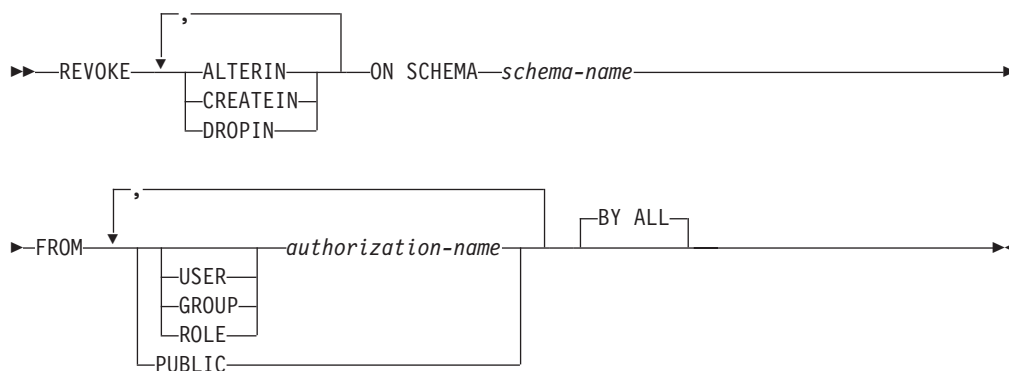 ,
REVOKE ALTERIN ON SCHEMA schema-name
CREATEIN
DROPIN
,
BY ALL
FROM authorization-name
USER
GROUP
ROLE
PUBLIC